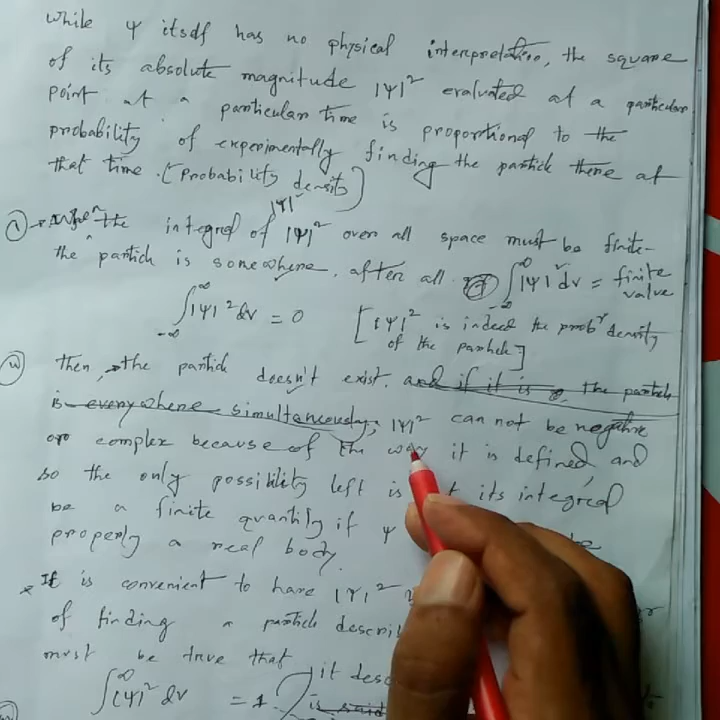 while ψ itself has no physical interpretation, the square
of its absolute magnitude |ψ|² evaluated at a particular
point at a particular time is proportional to the
probability of experimentally finding the particle there at
that time. [Probability density]
|ψ|²
the integral of |ψ|² over all space must be finite-
the particle is somewhere, after all ∫|ψ|² dv = finite
value
-∞ ∫ ∞ |ψ|² dv = 0 [|ψ|² is indeed the probʳ density
of the particle]
Then, the particle doesn't exist. and if it is the particle
is everywhere simultaneously, |ψ|² can not be negative
or complex because of the way it is defined, and
so the only possibility left is its integral
be a finite quantity if ψ
properly a real body.
* It is convenient to have |ψ|²
of finding a particle
must be true that it
∫ ∞ |ψ|² dv = 1. is said